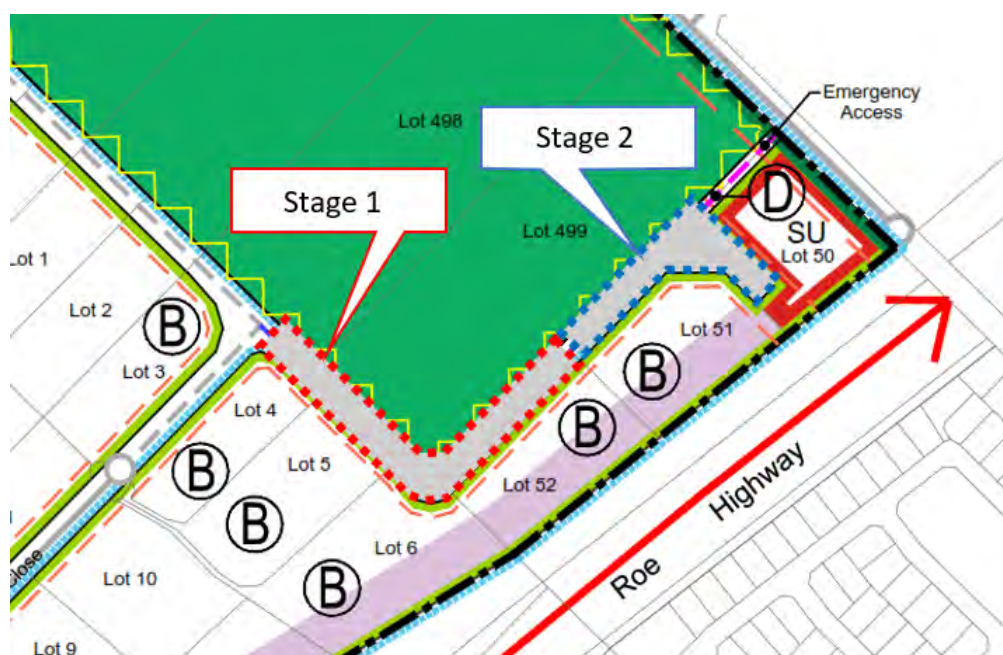 Emergency
Access
Lot 498
Stage 2
Stage 1
D
Lot 499
SU
Lot 50
Lot 1
Lot 2
B
Lot 51
Lot 3
B
Lot 4
B
B
Lot 5
Lot 52
B
Highway
Lot 6
B
Roe
Close
Lot 10
Lot 9